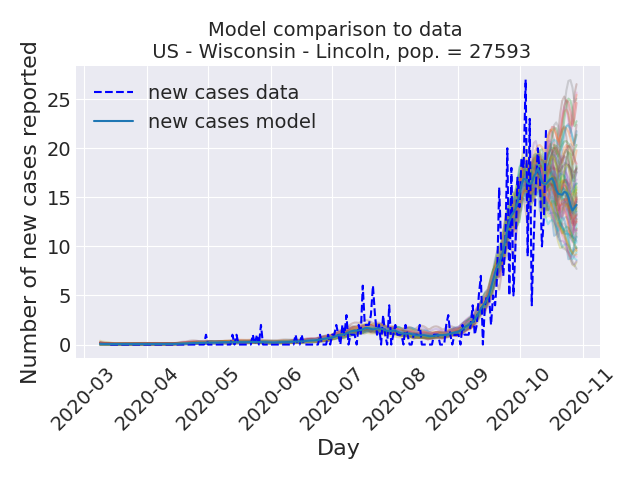 Model comparison to data
US - Wisconsin - Lincoln, pop. = 27593
Number of new cases reported
25
20
15
10
5
0
new cases data
new cases model
2020-03
2020-04
2020-05
2020-06
2020-07
2020-08
2020-09
2020-10
2020-11
Day